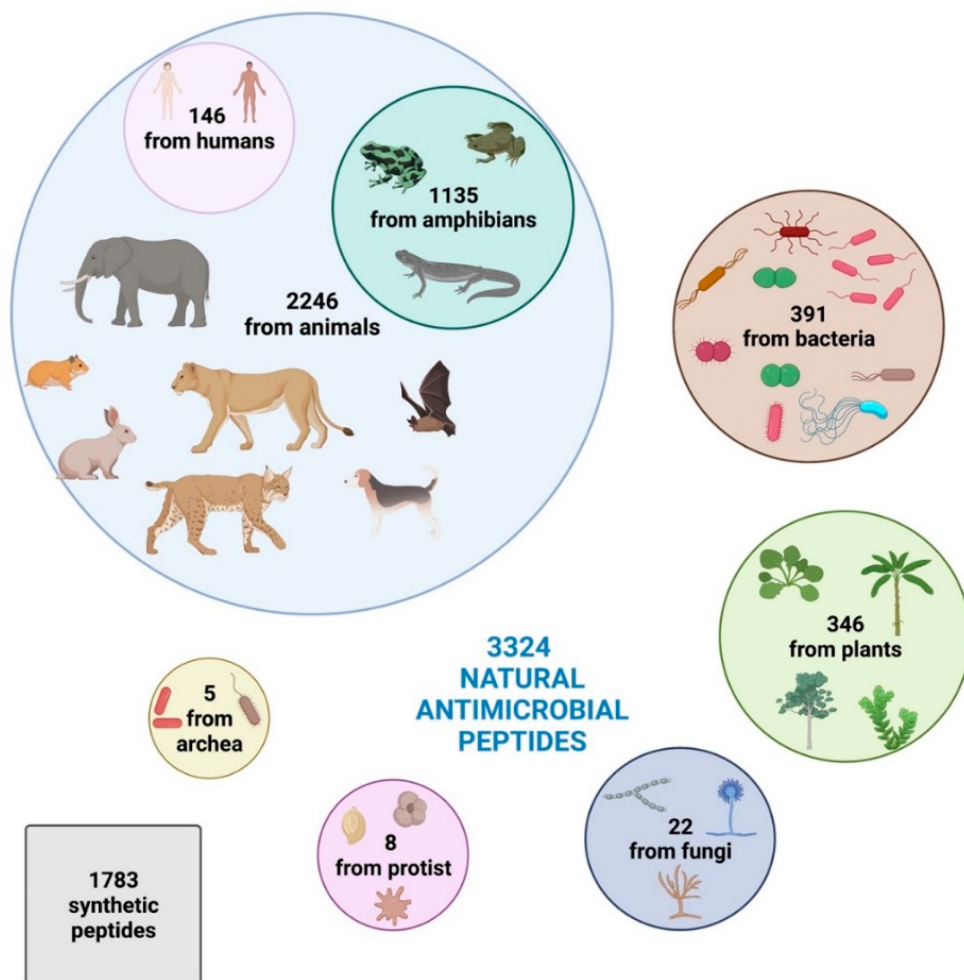 146
from humans
1135
from amphibians
2246
from animals
391
from bacteria
346
from plants
3324
NATURAL
ANTIMICROBIAL
PEPTIDES
5
from
archea
22
from fungi
8
from protist
1783
synthetic
peptides